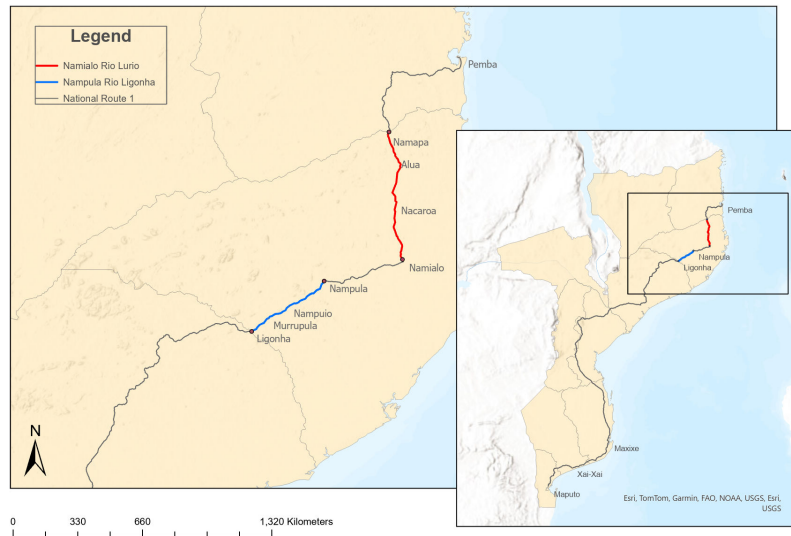 Legend
Namialo Rio Lurio
Nampula Rio Ligonha
National Route 1
Pemba
Namapa
Alua
Nacaroa
Namialo
Nampula
Nampuio
Murrupula
Ligonha
N
Pemba
Nampula
Ligonha
Maxixe
Xai-Xai
Maputo
Esri, TomTom, Garmin, FAO, NOAA, USGS, Esri,
USGS
0 330 660 1,320 Kilometers